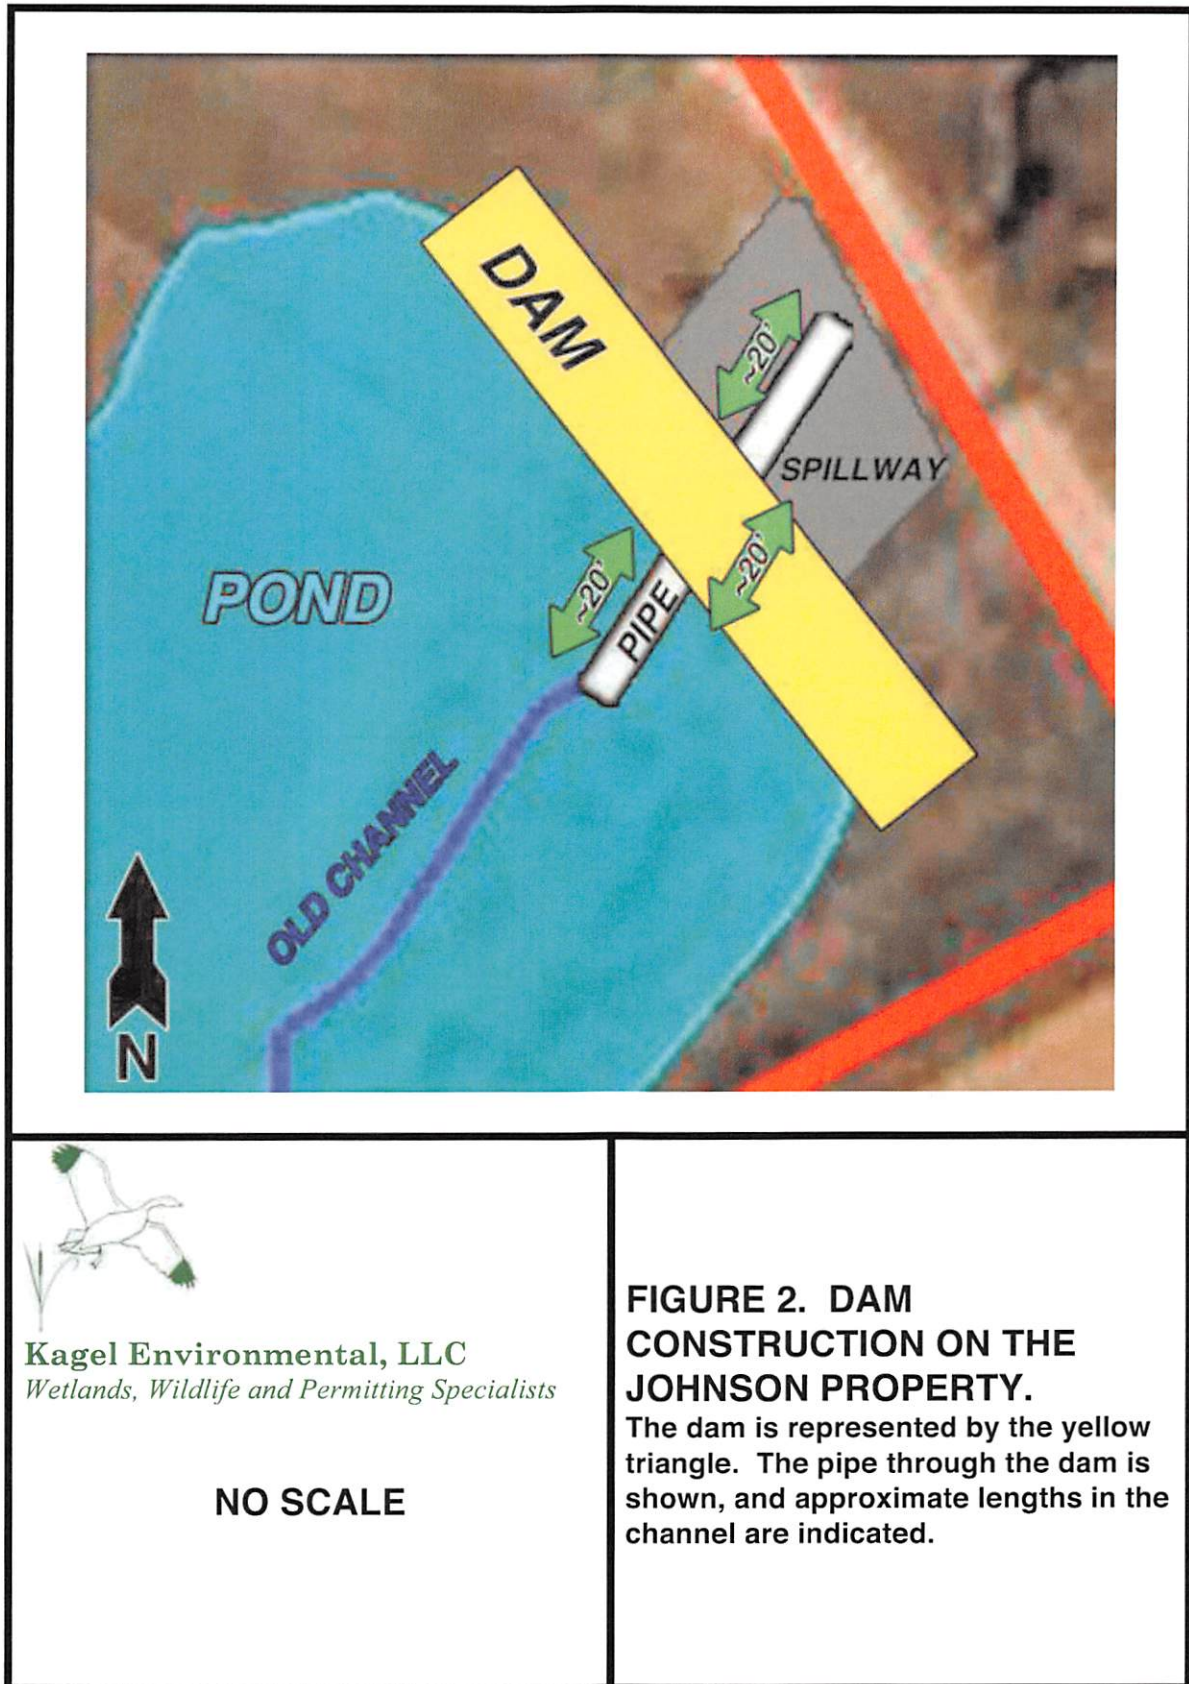 DAM
~20'
SPILLWAY
~20'
~20'
PIPE
POND
OLD CHANNEL
N
Kagel Environmental, LLC
Wetlands, Wildlife and Permitting Specialists
NO SCALE
FIGURE 2. DAM
CONSTRUCTION ON THE
JOHNSON PROPERTY.
The dam is represented by the yellow
triangle. The pipe through the dam is
shown, and approximate lengths in the
channel are indicated.